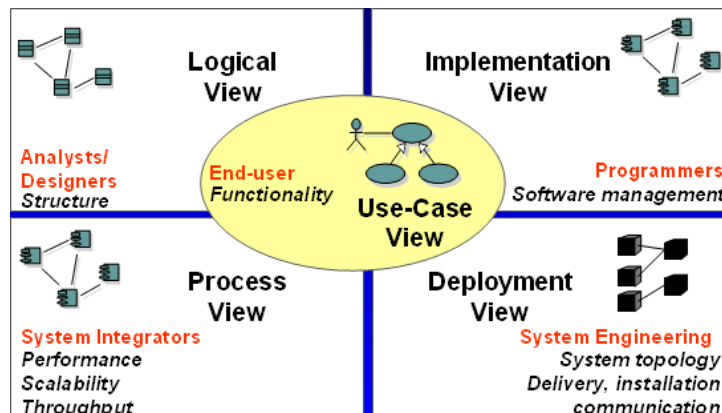 Logical
View
Analysts/
Designers
Structure
Implementation
View
Programmers
Software management
End-user
Functionality
Use-Case
View
Process
View
System Integrators
Performance
Scalability
Throughput
Deployment
View
System Engineering
System topology
Delivery, installation
communication